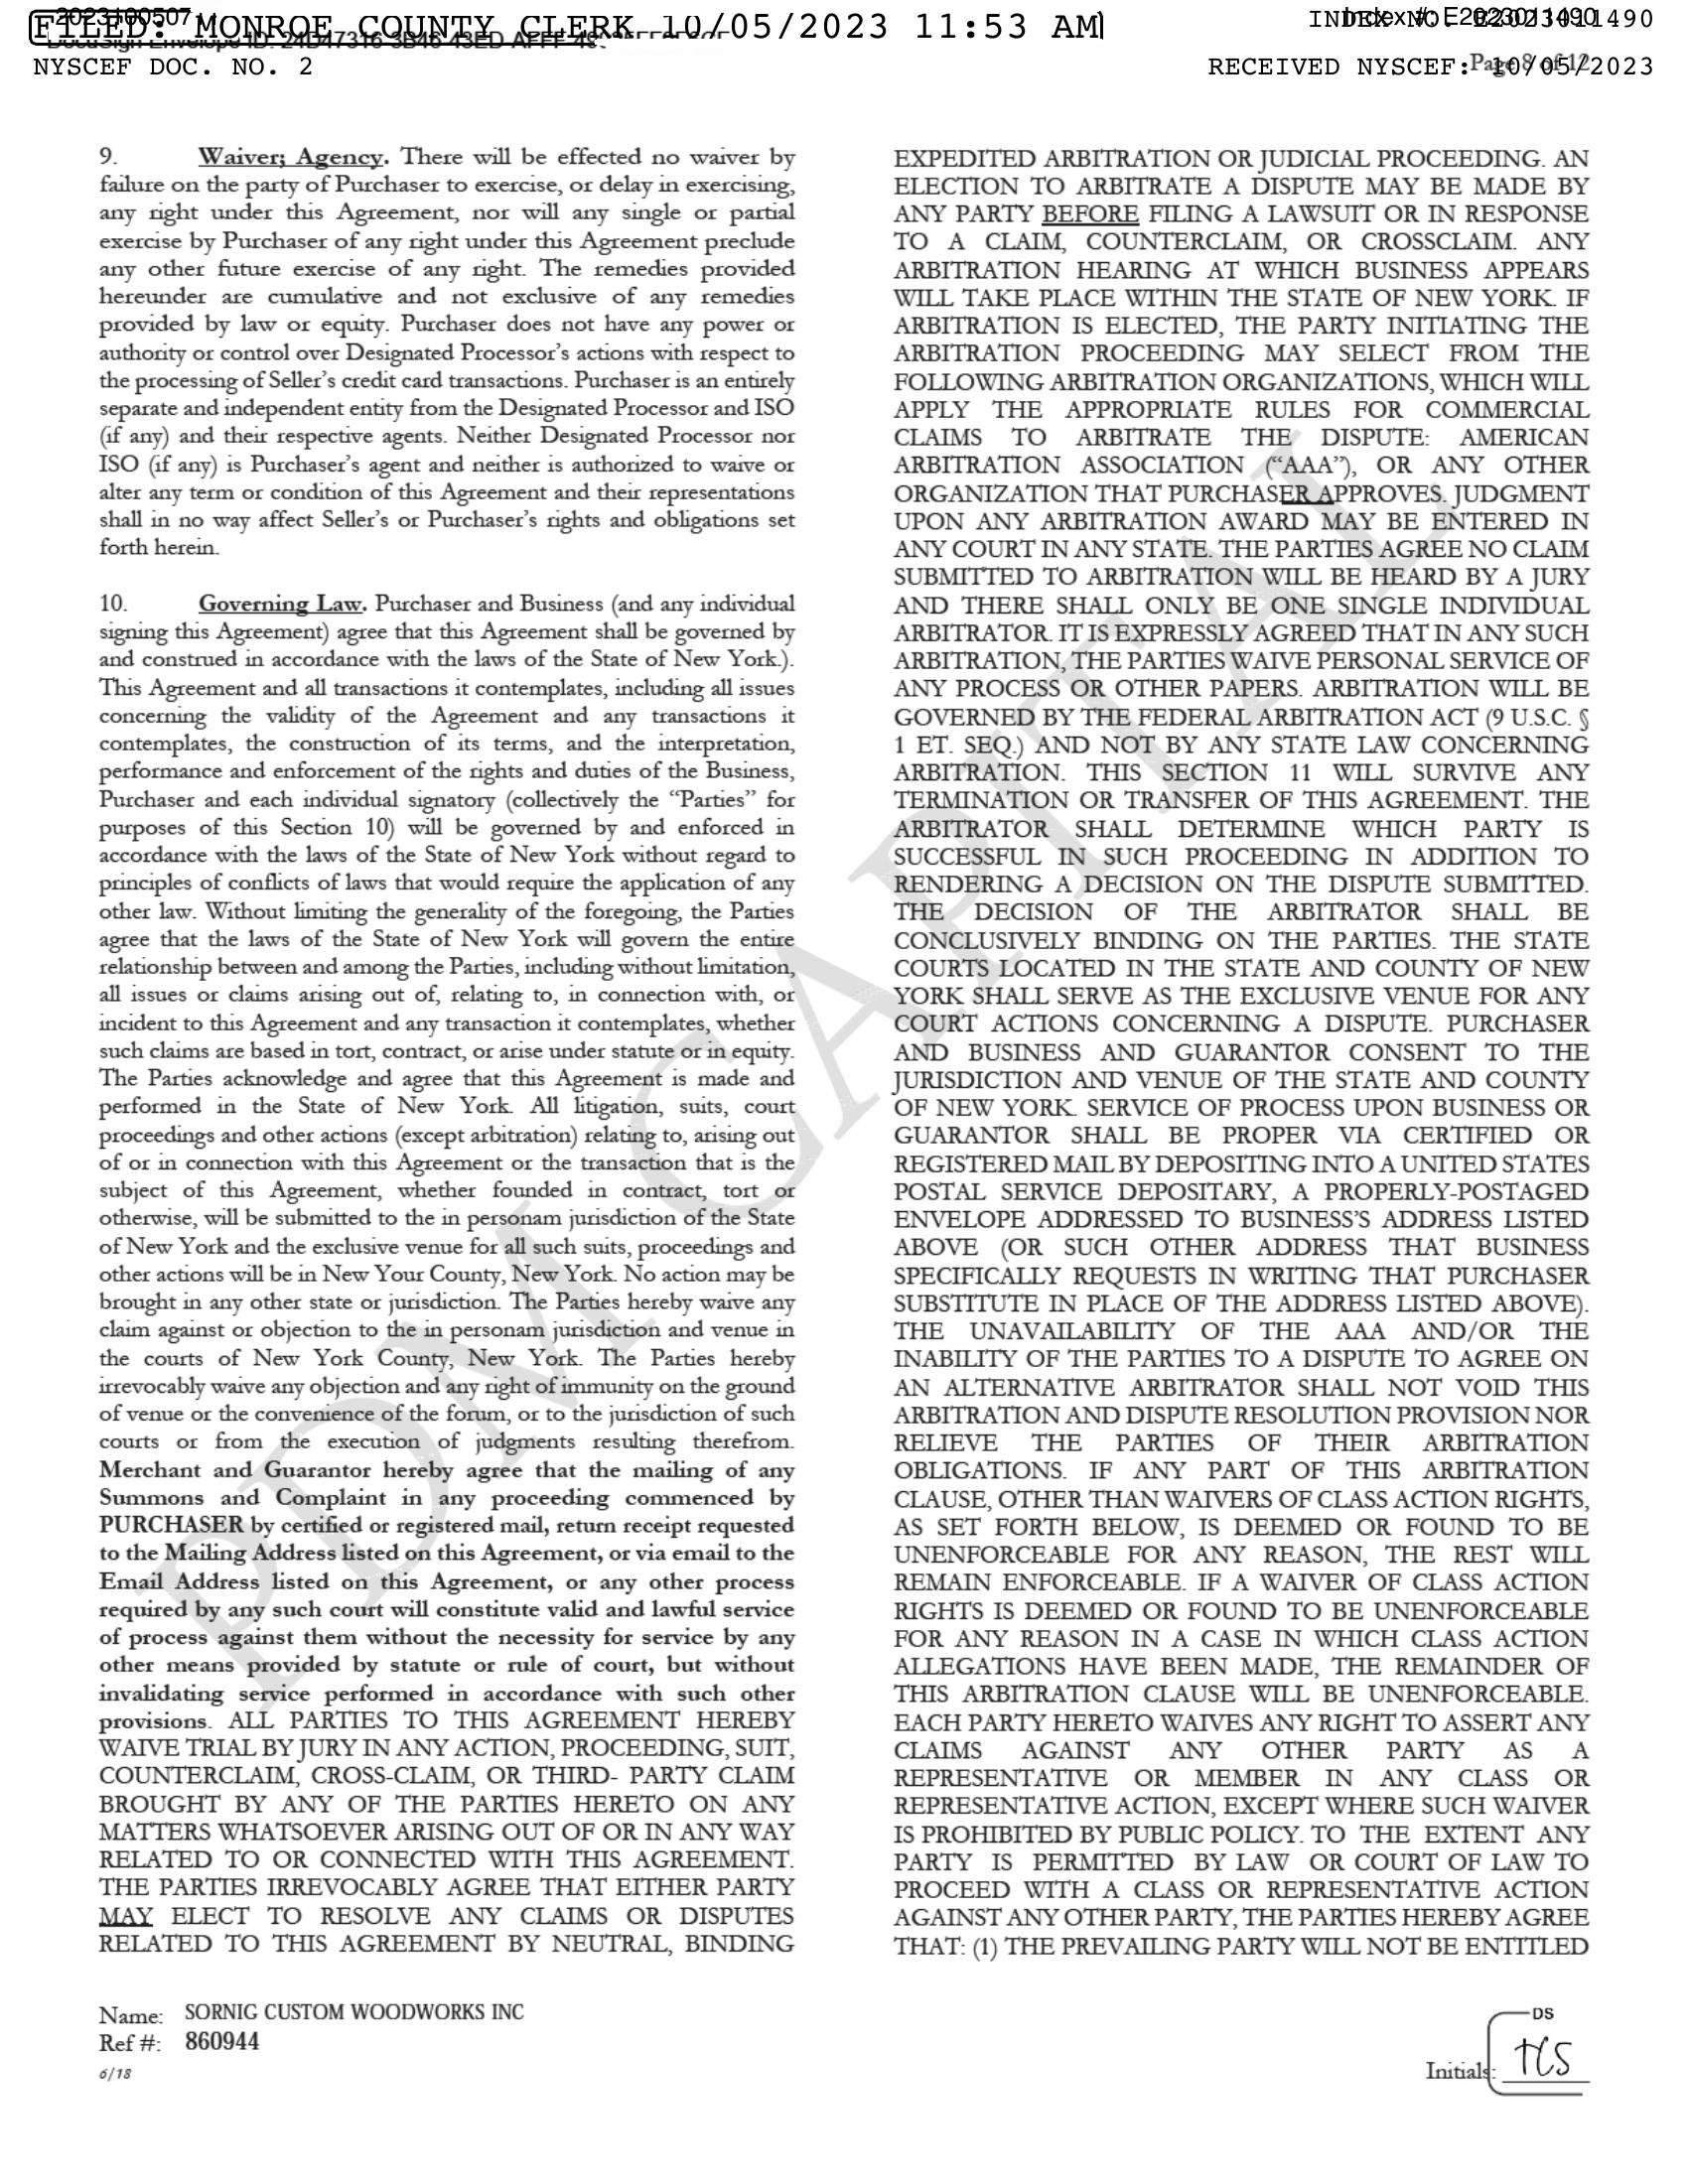 202310050714
Index #: E2023011490
FILED: MONROE COUNTY CLERK 10/05/2023 11:53 AM
INDEX NO. E2023011490
DocuSign Envelope ID:
NYSCEF DOC. NO. 2
Page 8 of 12
RECEIVED NYSCEF: 10/05/2023
9. Waiver; Agency. There will be effected no waiver by
failure on the party of Purchaser to exercise, or delay in exercising,
any right under this Agreement, nor will any single or partial
exercise by Purchaser of any right under this Agreement preclude
any other future exercise of any right. The remedies provided
hereunder are cumulative and not exclusive of any remedies
provided by law or equity. Purchaser does not have any power or
authority or control over Designated Processor’s actions with respect to
the processing of Seller’s credit card transactions. Purchaser is an entirely
separate and independent entity from the Designated Processor and ISO
(if any) and their respective agents. Neither Designated Processor nor
ISO (if any) is Purchaser’s agent and neither is authorized to waive or
alter any term or condition of this Agreement and their representations
shall in no way affect Seller’s or Purchaser’s rights and obligations set
forth herein.
10. Governing Law. Purchaser and Business (and any individual
signing this Agreement) agree that this Agreement shall be governed by
and construed in accordance with the laws of the State of New York.).
This Agreement and all transactions it contemplates, including all issues
concerning the validity of the Agreement and any transactions it
contemplates, the construction of its terms, and the interpretation,
performance and enforcement of the rights and duties of the Business,
Purchaser and each individual signatory (collectively the “Parties” for
purposes of this Section 10) will be governed by and enforced in
accordance with the laws of the State of New York without regard to
principles of conflicts of laws that would require the application of any
other law. Without limiting the generality of the foregoing, the Parties
agree that the laws of the State of New York will govern the entire
relationship between and among the Parties, including without limitation,
all issues or claims arising out of, relating to, in connection with, or
incident to this Agreement and any transaction it contemplates, whether
such claims are based in tort, contract, or arise under statute or in equity.
The Parties acknowledge and agree that this Agreement is made and
performed in the State of New York. All litigation, suits, court
proceedings and other actions (except arbitration) relating to, arising out
of or in connection with this Agreement or the transaction that is the
subject of this Agreement, whether founded in contract, tort or
otherwise, will be submitted to the in personam jurisdiction of the State
of New York and the exclusive venue for all such suits, proceedings and
other actions will be in New Your County, New York. No action may be
brought in any other state or jurisdiction. The Parties hereby waive any
claim against or objection to the in personam jurisdiction and venue in
the courts of New York County, New York. The Parties hereby
irrevocably waive any objection and any right of immunity on the ground
of venue or the convenience of the forum, or to the jurisdiction of such
courts or from the execution of judgments resulting therefrom.
Merchant and Guarantor hereby agree that the mailing of any
Summons and Complaint in any proceeding commenced by
PURCHASER by certified or registered mail, return receipt requested
to the Mailing Address listed on this Agreement, or via email to the
Email Address listed on this Agreement, or any other process
required by any such court will constitute valid and lawful service
of process against them without the necessity for service by any
other means provided by statute or rule of court, but without
invalidating service performed in accordance with such other
provisions. ALL PARTIES TO THIS AGREEMENT HEREBY
WAIVE TRIAL BY JURY IN ANY ACTION, PROCEEDING, SUIT,
COUNTERCLAIM, CROSS-CLAIM, OR THIRD- PARTY CLAIM
BROUGHT BY ANY OF THE PARTIES HERETO ON ANY
MATTERS WHATSOEVER ARISING OUT OF OR IN ANY WAY
RELATED TO OR CONNECTED WITH THIS AGREEMENT.
THE PARTIES IRREVOCABLY AGREE THAT EITHER PARTY
MAY ELECT TO RESOLVE ANY CLAIMS OR DISPUTES
RELATED TO THIS AGREEMENT BY NEUTRAL, BINDING
EXPEDITED ARBITRATION OR JUDICIAL PROCEEDING. AN
ELECTION TO ARBITRATE A DISPUTE MAY BE MADE BY
ANY PARTY BEFORE FILING A LAWSUIT OR IN RESPONSE
TO A CLAIM, COUNTERCLAIM, OR CROSSCLAIM. ANY
ARBITRATION HEARING AT WHICH BUSINESS APPEARS
WILL TAKE PLACE WITHIN THE STATE OF NEW YORK. IF
ARBITRATION IS ELECTED, THE PARTY INITIATING THE
ARBITRATION PROCEEDING MAY SELECT FROM THE
FOLLOWING ARBITRATION ORGANIZATIONS, WHICH WILL
APPLY THE APPROPRIATE RULES FOR COMMERCIAL
CLAIMS TO ARBITRATE THE DISPUTE: AMERICAN
ARBITRATION ASSOCIATION (“AAA”), OR ANY OTHER
ORGANIZATION THAT PURCHASER APPROVES. JUDGMENT
UPON ANY ARBITRATION AWARD MAY BE ENTERED IN
ANY COURT IN ANY STATE. THE PARTIES AGREE NO CLAIM
SUBMITTED TO ARBITRATION WILL BE HEARD BY A JURY
AND THERE SHALL ONLY BE ONE SINGLE INDIVIDUAL
ARBITRATOR. IT IS EXPRESSLY AGREED THAT IN ANY SUCH
ARBITRATION, THE PARTIES WAIVE PERSONAL SERVICE OF
ANY PROCESS OR OTHER PAPERS. ARBITRATION WILL BE
GOVERNED BY THE FEDERAL ARBITRATION ACT (9 U.S.C. §
1 ET. SEQ.) AND NOT BY ANY STATE LAW CONCERNING
ARBITRATION. THIS SECTION 11 WILL SURVIVE ANY
TERMINATION OR TRANSFER OF THIS AGREEMENT. THE
ARBITRATOR SHALL DETERMINE WHICH PARTY IS
SUCCESSFUL IN SUCH PROCEEDING IN ADDITION TO
RENDERING A DECISION ON THE DISPUTE SUBMITTED.
THE DECISION OF THE ARBITRATOR SHALL BE
CONCLUSIVELY BINDING ON THE PARTIES. THE STATE
COURTS LOCATED IN THE STATE AND COUNTY OF NEW
YORK SHALL SERVE AS THE EXCLUSIVE VENUE FOR ANY
COURT ACTIONS CONCERNING A DISPUTE. PURCHASER
AND BUSINESS AND GUARANTOR CONSENT TO THE
JURISDICTION AND VENUE OF THE STATE AND COUNTY
OF NEW YORK. SERVICE OF PROCESS UPON BUSINESS OR
GUARANTOR SHALL BE PROPER VIA CERTIFIED OR
REGISTERED MAIL BY DEPOSITING INTO A UNITED STATES
POSTAL SERVICE DEPOSITARY, A PROPERLY-POSTAGED
ENVELOPE ADDRESSED TO BUSINESS’S ADDRESS LISTED
ABOVE (OR SUCH OTHER ADDRESS THAT BUSINESS
SPECIFICALLY REQUESTS IN WRITING THAT PURCHASER
SUBSTITUTE IN PLACE OF THE ADDRESS LISTED ABOVE).
THE UNAVAILABILITY OF THE AAA AND/OR THE
INABILITY OF THE PARTIES TO A DISPUTE TO AGREE ON
AN ALTERNATIVE ARBITRATOR SHALL NOT VOID THIS
ARBITRATION AND DISPUTE RESOLUTION PROVISION NOR
RELIEVE THE PARTIES OF THEIR ARBITRATION
OBLIGATIONS. IF ANY PART OF THIS ARBITRATION
CLAUSE, OTHER THAN WAIVERS OF CLASS ACTION RIGHTS,
AS SET FORTH BELOW, IS DEEMED OR FOUND TO BE
UNENFORCEABLE FOR ANY REASON, THE REST WILL
REMAIN ENFORCEABLE. IF A WAIVER OF CLASS ACTION
RIGHTS IS DEEMED OR FOUND TO BE UNENFORCEABLE
FOR ANY REASON IN A CASE IN WHICH CLASS ACTION
ALLEGATIONS HAVE BEEN MADE, THE REMAINDER OF
THIS ARBITRATION CLAUSE WILL BE UNENFORCEABLE.
EACH PARTY HERETO WAIVES ANY RIGHT TO ASSERT ANY
CLAIMS AGAINST ANY OTHER PARTY AS A
REPRESENTATIVE OR MEMBER IN ANY CLASS OR
REPRESENTATIVE ACTION, EXCEPT WHERE SUCH WAIVER
IS PROHIBITED BY PUBLIC POLICY. TO THE EXTENT ANY
PARTY IS PERMITTED BY LAW OR COURT OF LAW TO
PROCEED WITH A CLASS OR REPRESENTATIVE ACTION
AGAINST ANY OTHER PARTY, THE PARTIES HEREBY AGREE
THAT: (1) THE PREVAILING PARTY WILL NOT BE ENTITLED
PDM CAPITAL
Name: SORNIG CUSTOM WOODWORKS INC
Ref #: 860944
6/18
DS
Initials: TCS